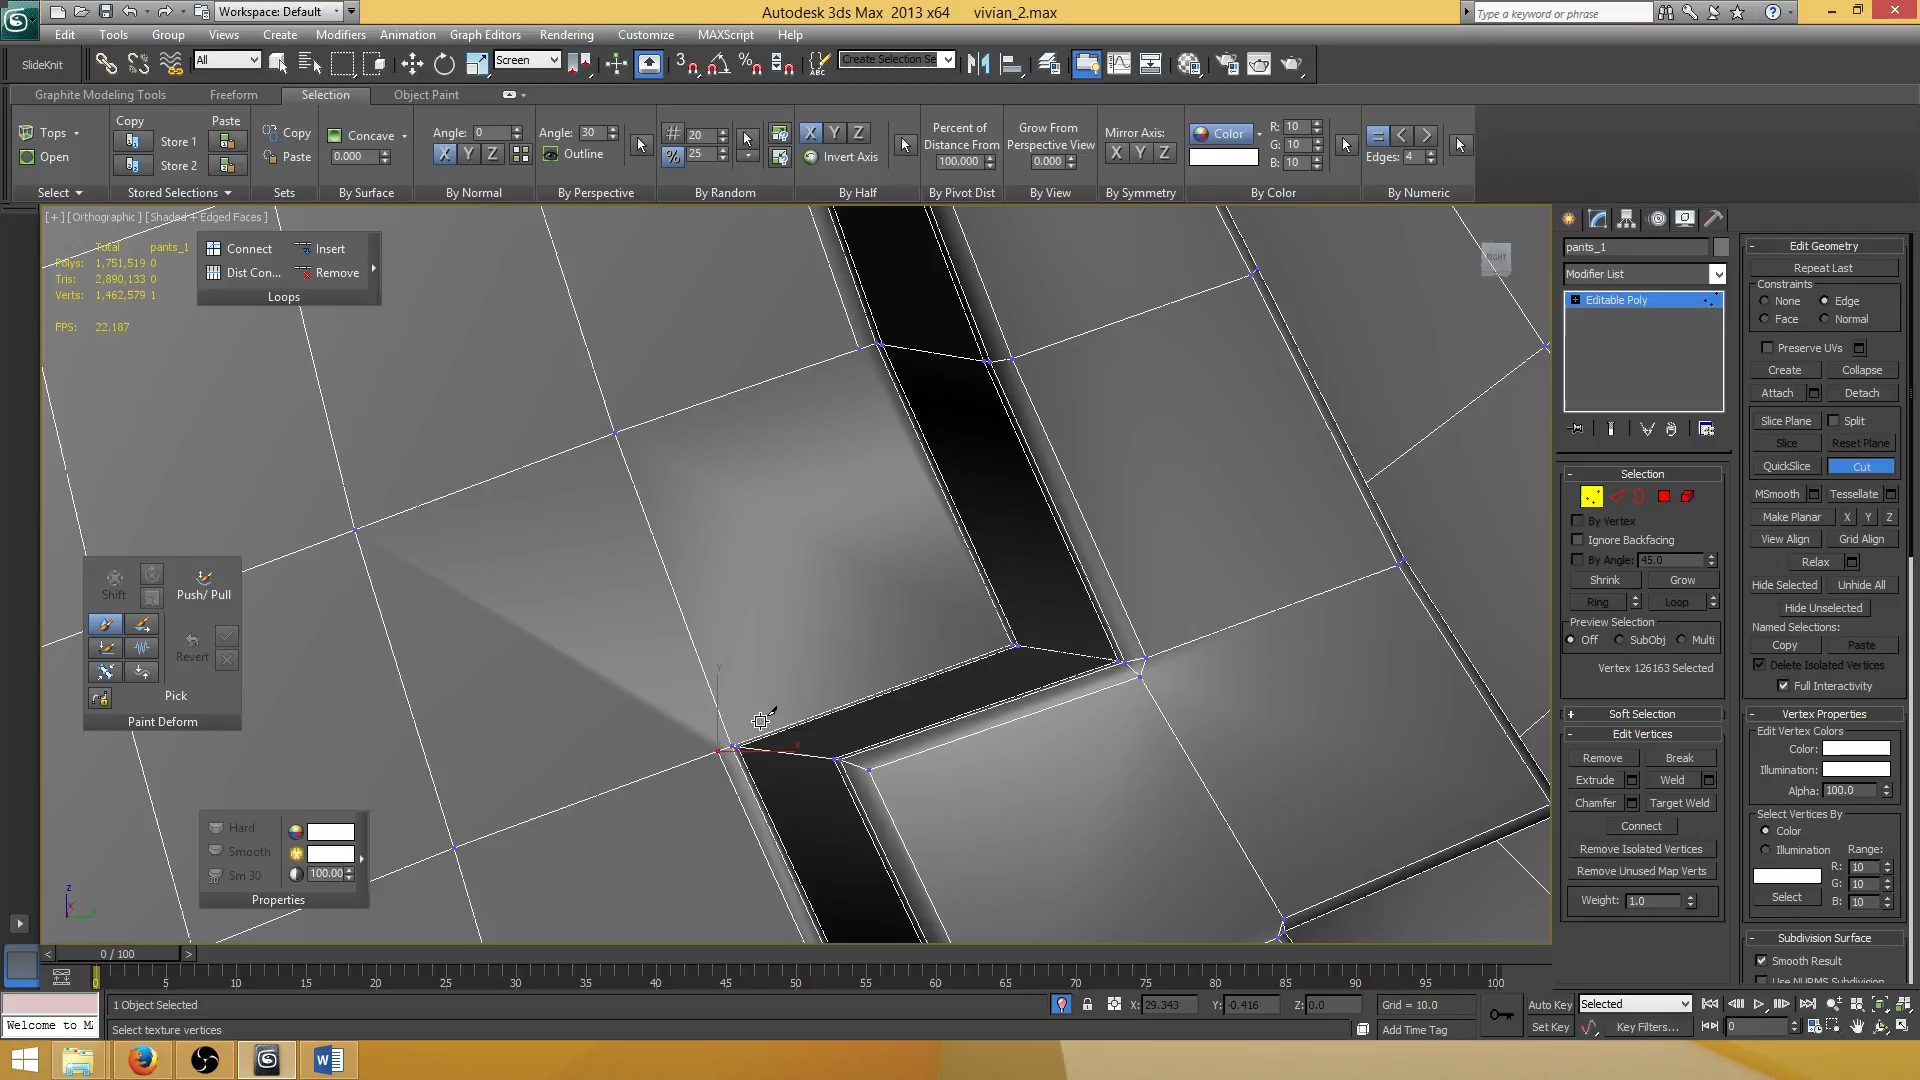 Workspace: Default
Autodesk 3ds Max 2013 x64 vivian_2.max
Type a keyword or phrase
Edit Tools Group Views Create Modifiers Animation Graph Editors Rendering Customize MAXScript Help
SlideKnit
All
Screen
Create Selection Se
Graphite Modeling Tools Freeform Selection Object Paint
Tops
Open
Select
Copy Paste
Store 1
Store 2
Stored Selections
Copy
Paste
Sets
Concave
0.000
By Surface
Angle: 0
X Y Z
By Normal
Angle: 30
Outline
By Perspective
# 20
% 25
By Random
X Y Z
Invert Axis
By Half
Percent of
Distance From
100.000
By Pivot Dist
Grow From
Perspective View
0.000
By View
Mirror Axis:
X Y Z
By Symmetry
Color
R: 10
G: 10
B: 10
By Color
Edges: 4
By Numeric
[+] [Orthographic] [Shaded + Edged Faces]
Total pants_1
Polys: 1,751,519 0
Tris: 2,890,133 0
Verts: 1,462,579 1
FPS: 22.187
Connect Insert
Dist Con... Remove
Loops
RIGHT
Shift
Push/ Pull
Revert
Pick
Paint Deform
Hard
Smooth
Sm 30
100.00
Properties
pants_1
Modifier List
Editable Poly
Selection
By Vertex
Ignore Backfacing
By Angle: 45.0
Shrink Grow
Ring Loop
Preview Selection
Off SubObj Multi
Vertex 126163 Selected
Soft Selection
Edit Vertices
Remove Break
Extrude Weld
Chamfer Target Weld
Connect
Remove Isolated Vertices
Remove Unused Map Verts
Weight: 1.0
Edit Geometry
Repeat Last
Constraints
None Edge
Face Normal
Preserve UVs
Create Collapse
Attach Detach
Slice Plane Split
Slice Reset Plane
QuickSlice Cut
MSmooth Tessellate
Make Planar X Y Z
View Align Grid Align
Relax
Hide Selected Unhide All
Hide Unselected
Named Selections:
Copy Paste
Delete Isolated Vertices
Full Interactivity
Vertex Properties
Edit Vertex Colors
Color:
Illumination:
Alpha: 100.0
Select Vertices By
Color
Illumination Range:
R: 10
G: 10
Select B: 10
Subdivision Surface
Smooth Result
Use NURMS Subdivision
0 / 100
0 5 10 15 20 25 30 35 40 45 50 55 60 65 70 75 80 85 90 95 100
1 Object Selected
X: 29.343 Y: -0.416 Z: 0.0
Grid = 10.0
Auto Key Selected
Welcome to
Select texture vertices
Add Time Tag
Set Key Key Filters... 0